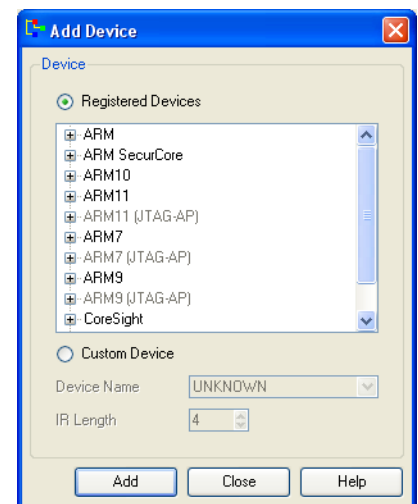 Add Device
Device
Registered Devices
ARM
ARM SecurCore
ARM10
ARM11
ARM11 (JTAG-AP)
ARM7
ARM7 (JTAG-AP)
ARM9
ARM9 (JTAG-AP)
CoreSight
Custom Device
Device Name UNKNOWN
IR Length 4
Add Close Help